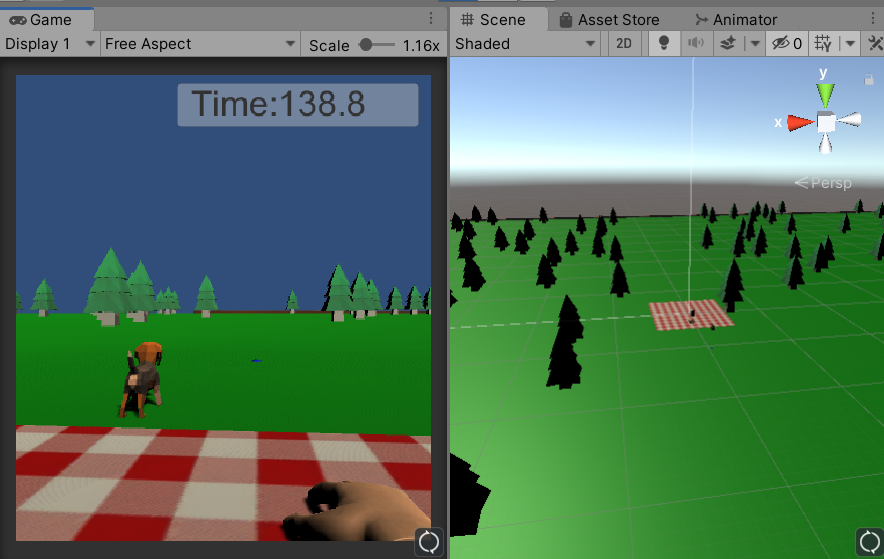 Game
Display 1 Free Aspect Scale 1.16x
Time:138.8
Scene Asset Store Animator
Shaded 2D 0
y
x
Persp